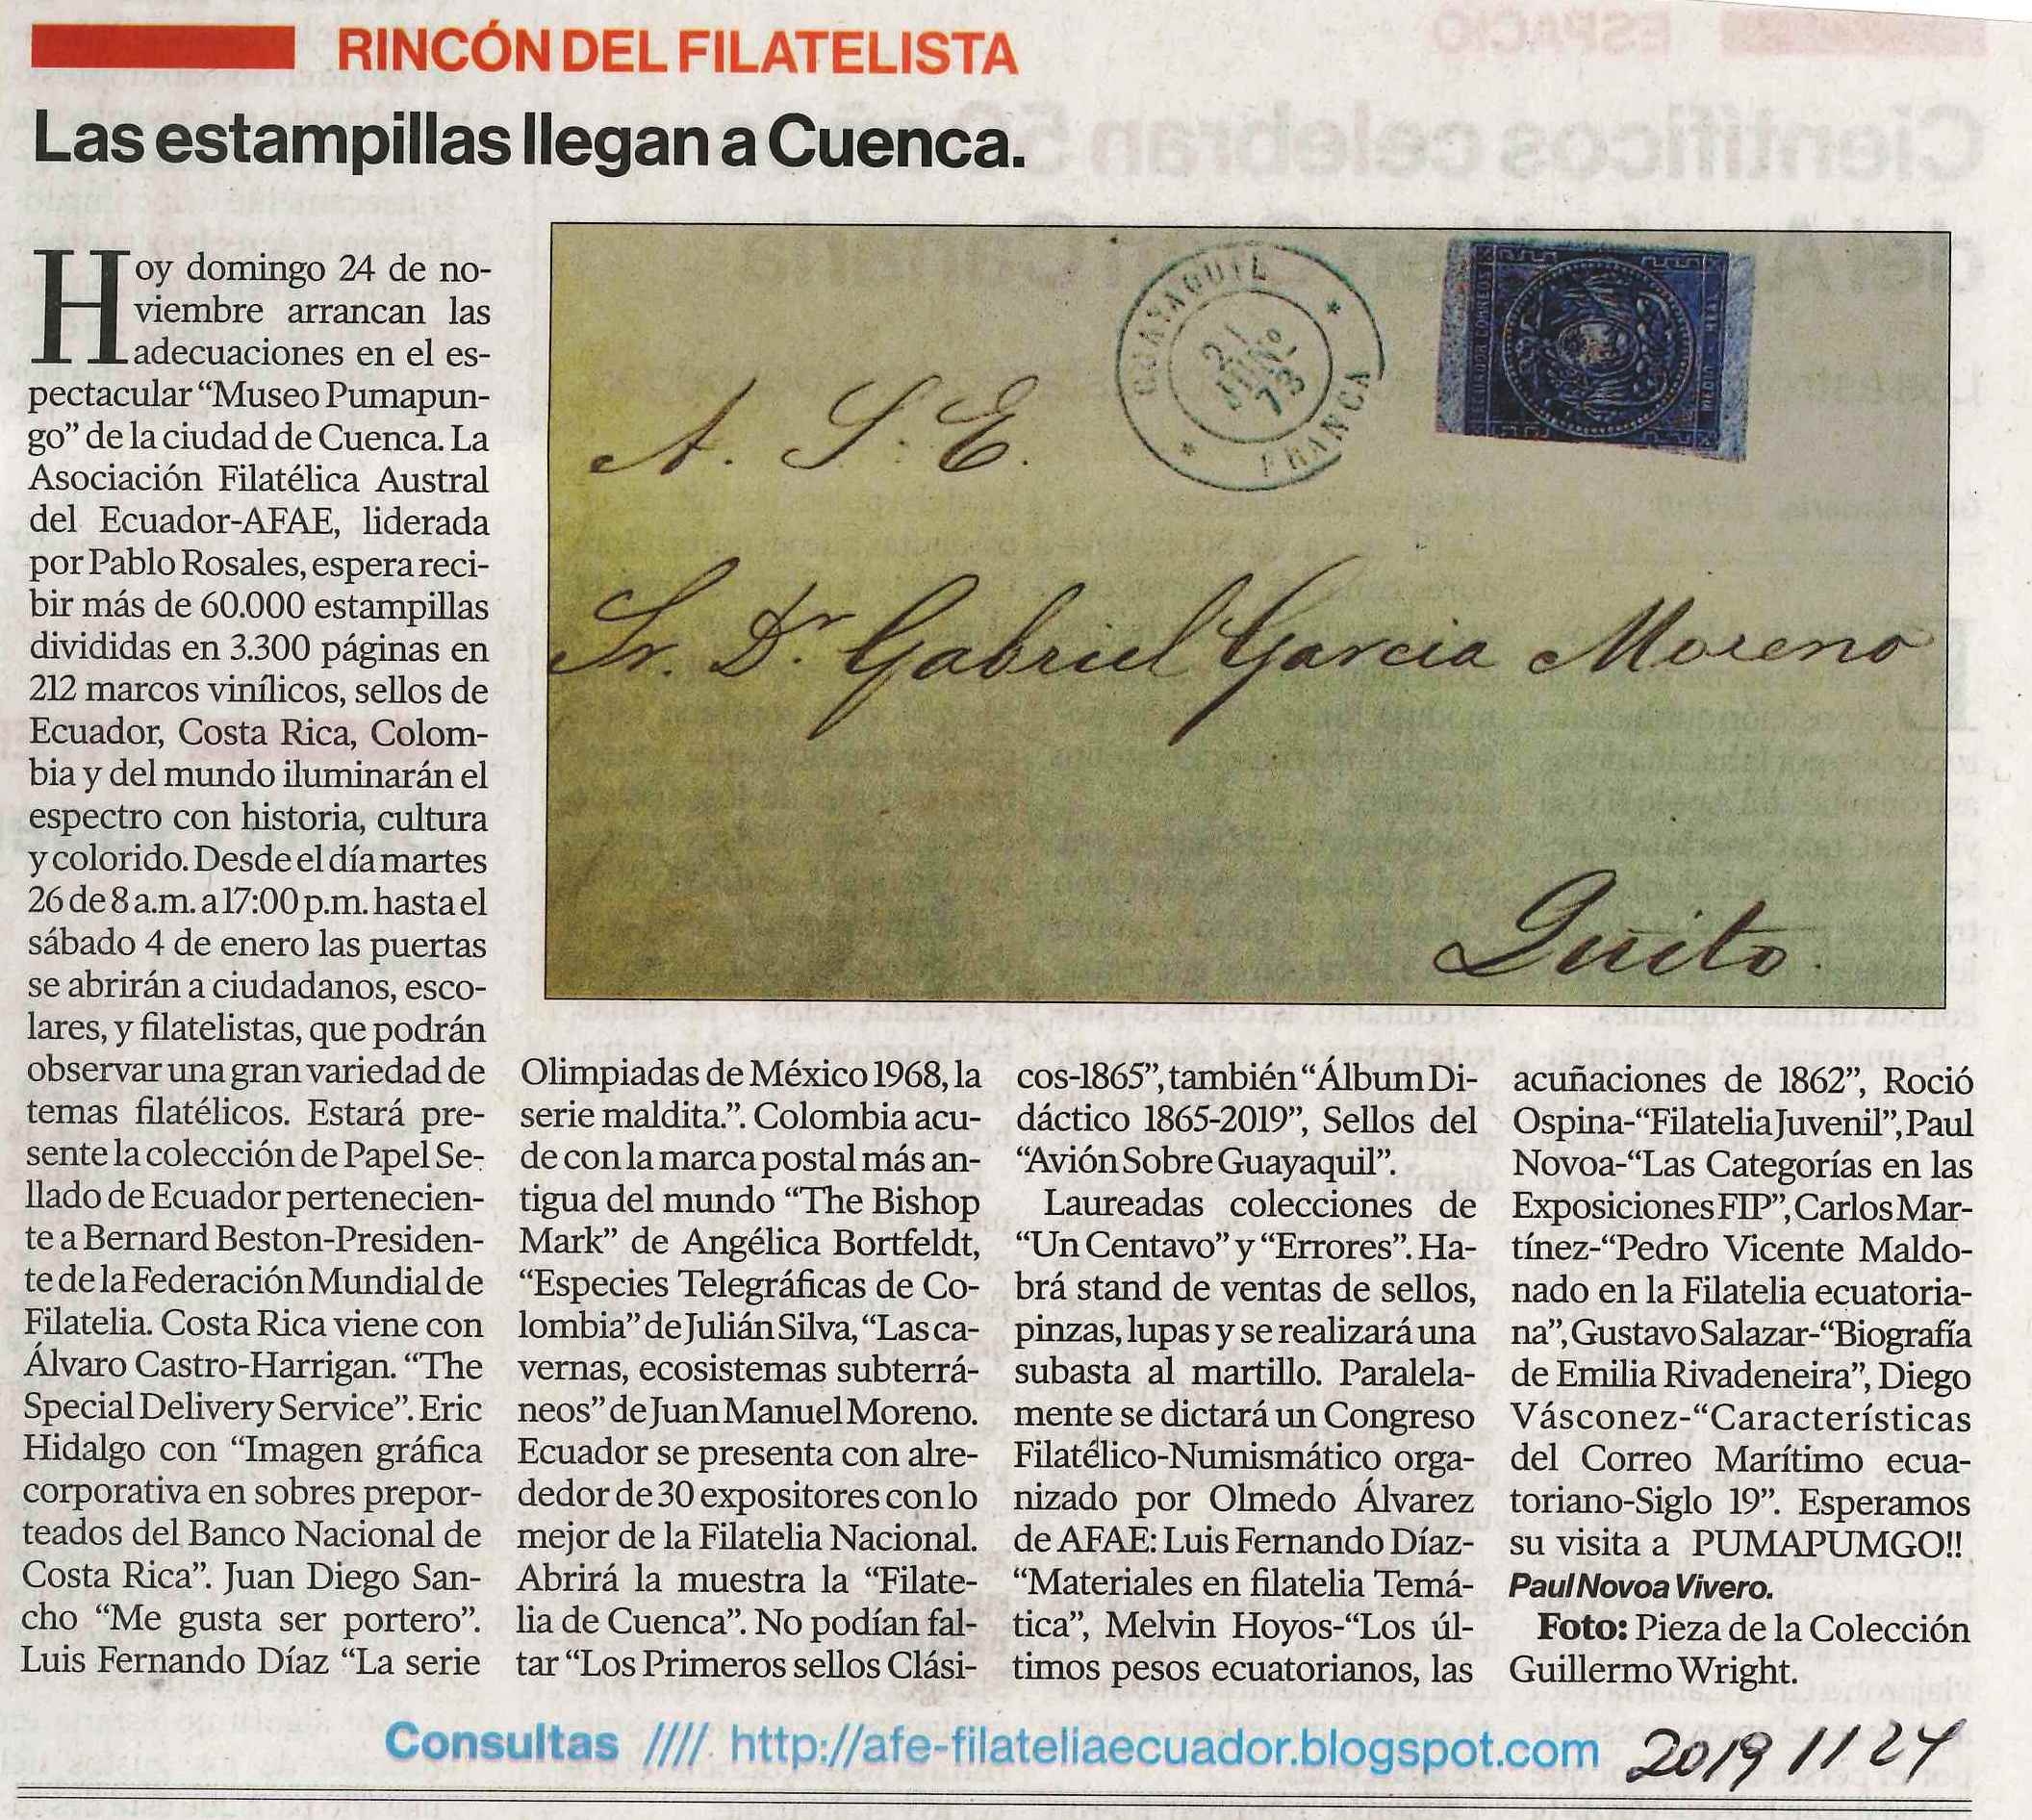 RINCÓN DEL FILATELISTA
Las estampillas llegan a Cuenca.
Hoy domingo 24 de no-
viembre arrancan las
adecuaciones en el es-
pectacular “Museo Pumapun-
go” de la ciudad de Cuenca. La
Asociación Filatélica Austral
del Ecuador-AFAE, liderada
por Pablo Rosales, espera reci-
bir más de 60.000 estampillas
divididas en 3.300 páginas en
212 marcos vinílicos, sellos de
Ecuador, Costa Rica, Colom-
bia y del mundo iluminarán el
espectro con historia, cultura
y colorido. Desde el día martes
26 de 8 a.m. a 17:00 p.m. hasta el
sábado 4 de enero las puertas
se abrirán a ciudadanos, esco-
lares, y filatelistas, que podrán
observar una gran variedad de
temas filatélicos. Estará pre-
sente la colección de Papel Se-
llado de Ecuador pertenecien-
te a Bernard Beston-Presiden-
te de la Federación Mundial de
Filatelia. Costa Rica viene con
Álvaro Castro-Harrigan. “The
Special Delivery Service”. Eric
Hidalgo con “Imagen gráfica
corporativa en sobres prepor-
teados del Banco Nacional de
Costa Rica”. Juan Diego San-
cho “Me gusta ser portero”.
Luis Fernando Díaz “La serie
Olimpiadas de México 1968, la
serie maldita.”. Colombia acu-
de con la marca postal más an-
tigua del mundo “The Bishop
Mark” de Angélica Bortfeldt,
“Especies Telegráficas de Co-
lombia” de Julián Silva, “Las ca-
vernas, ecosistemas subterrá-
neos” de Juan Manuel Moreno.
Ecuador se presenta con alre-
dedor de 30 expositores con lo
mejor de la Filatelia Nacional.
Abrirá la muestra la “Filate-
lia de Cuenca”. No podían fal-
tar “Los Primeros sellos Clási-
cos-1865”, también “Álbum Di-
dáctico 1865-2019”, Sellos del
“Avión Sobre Guayaquil”.
Laureadas colecciones de
“Un Centavo” y “Errores”. Ha-
brá stand de ventas de sellos,
pinzas, lupas y se realizará una
subasta al martillo. Paralela-
mente se dictará un Congreso
Filatélico-Numismático orga-
nizado por Olmedo Álvarez
de AFAE: Luis Fernando Díaz-
“Materiales en filatelia Temá-
tica”, Melvin Hoyos-“Los úl-
timos pesos ecuatorianos, las
acuñaciones de 1862”, Roció
Ospina-“Filatelia Juvenil”, Paul
Novoa-“Las Categorías en las
Exposiciones FIP”, Carlos Mar-
tínez-“Pedro Vicente Maldo-
nado en la Filatelia ecuatoria-
na”, Gustavo Salazar-“Biografía
de Emilia Rivadeneira”, Diego
Vásconez-“Características
del Correo Marítimo ecua-
toriano-Siglo 19”. Esperamos
su visita a PUMAPUMGO!!
Paul Novoa Vivero.
Foto: Pieza de la Colección
Guillermo Wright.
GUAYAQUIL
21
JUNº
73
FRANCA
A. S. E.
Sr. Dr. Gabriel Garcia Moreno
Quito.
Consultas //// http://afe-filateliaecuador.blogspot.com
2019 11 24